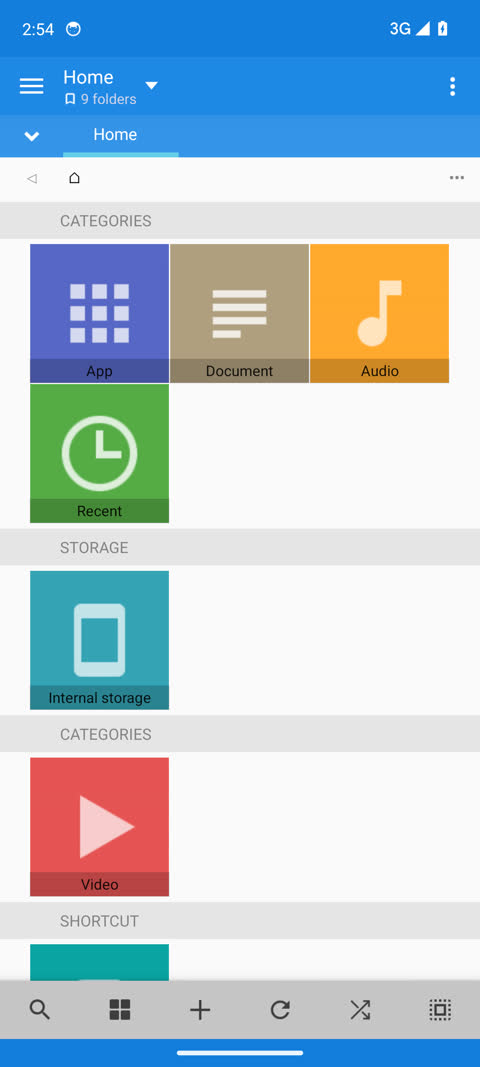 2:54
3G
Home
9 folders
Home
CATEGORIES
App
Document
Audio
Recent
STORAGE
Internal storage
CATEGORIES
Video
SHORTCUT